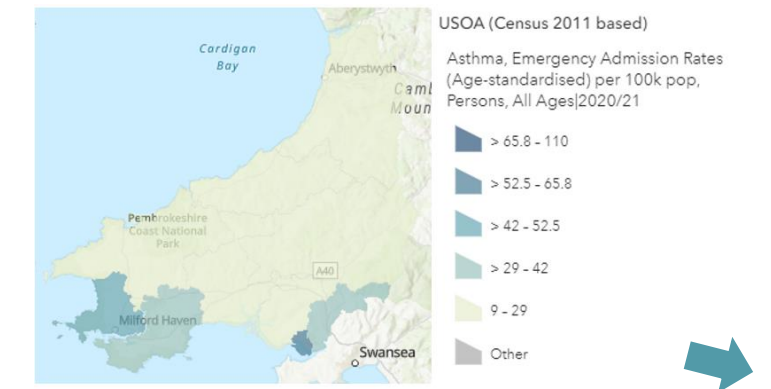 Cardigan
Bay
Aberystwyth
Caml
Moun
Pembrokeshire
Coast National
Park
A40
Milford Haven
Swansea
USOA (Census 2011 based)
Asthma, Emergency Admission Rates
(Age-standardised) per 100k pop,
Persons, All Ages|2020/21
> 65.8 - 110
> 52.5 - 65.8
> 42 - 52.5
> 29 - 42
9 - 29
Other